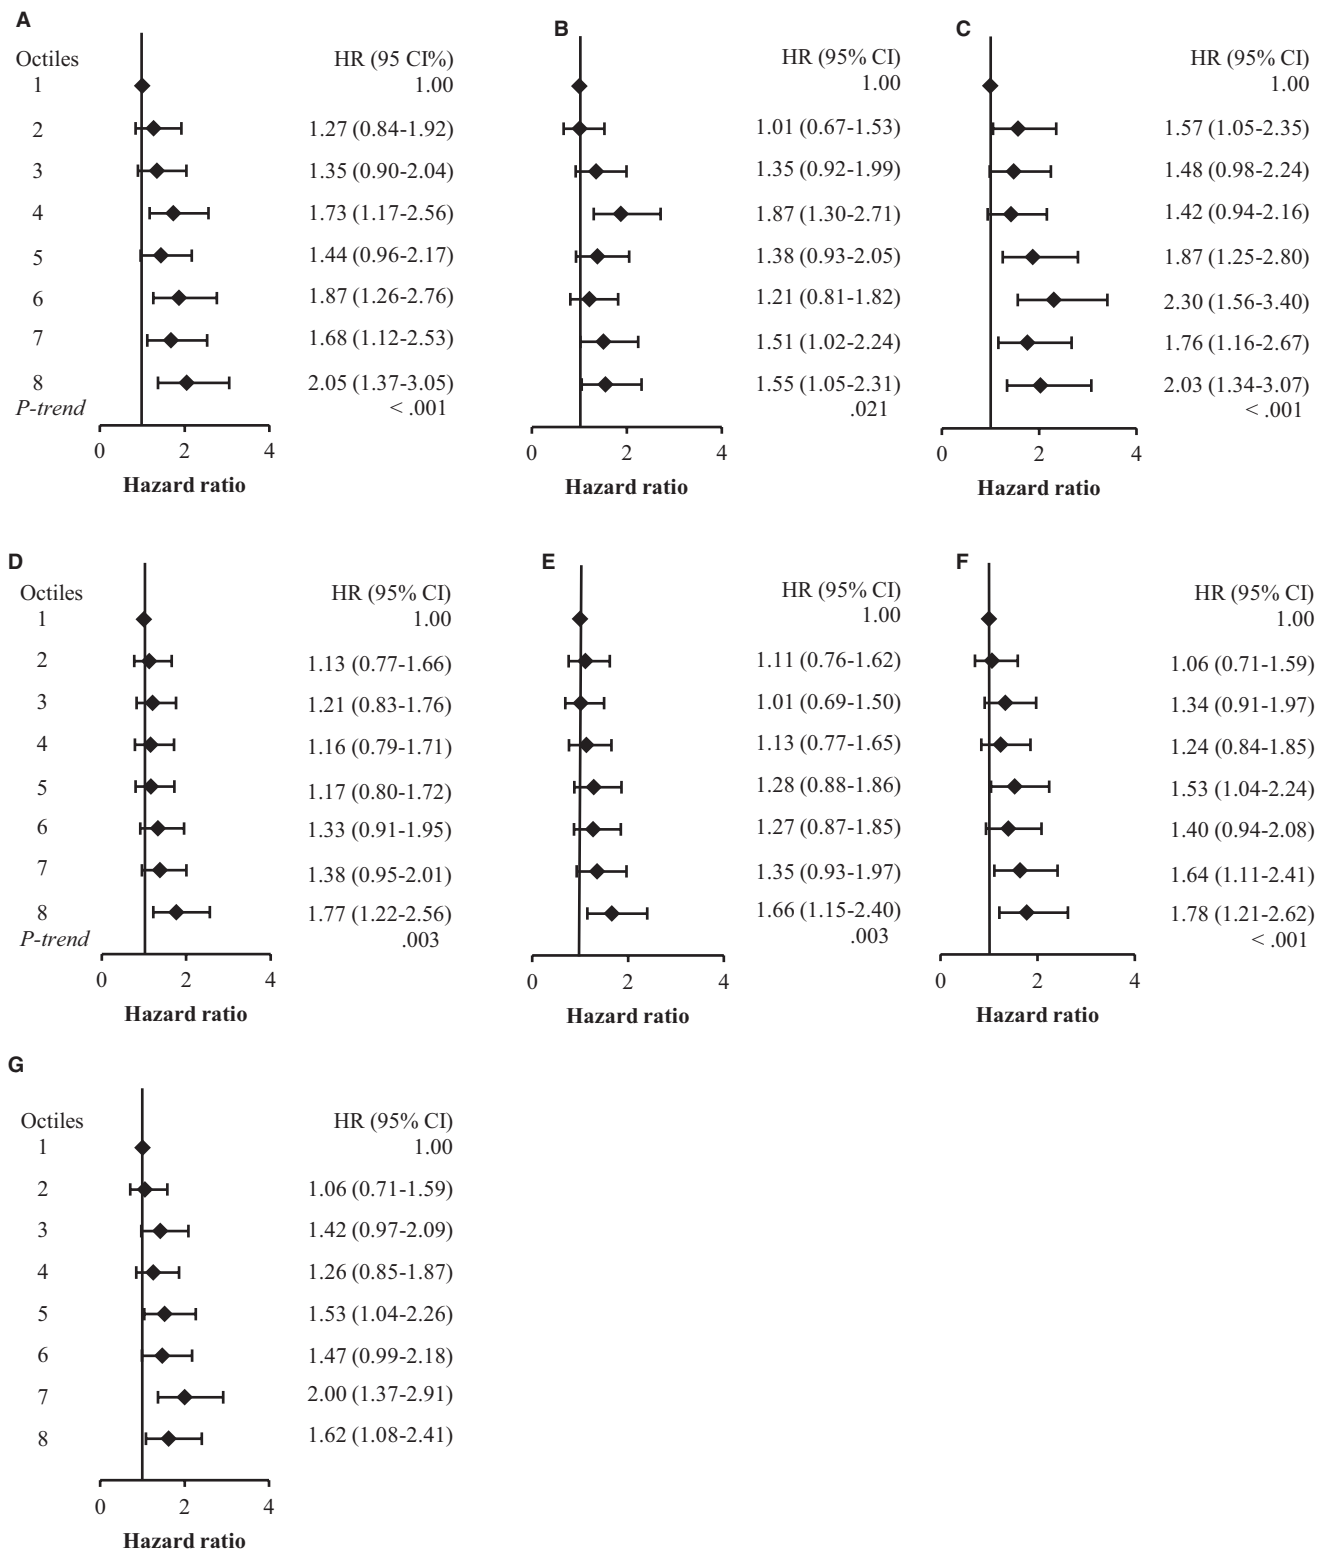 A
Octiles HR (95 CI%)
1 1.00
2 1.27 (0.84-1.92)
3 1.35 (0.90-2.04)
4 1.73 (1.17-2.56)
5 1.44 (0.96-2.17)
6 1.87 (1.26-2.76)
7 1.68 (1.12-2.53)
8 2.05 (1.37-3.05)
P-trend < .001
0 2 4
Hazard ratio
B
HR (95% CI)
1.00
1.01 (0.67-1.53)
1.35 (0.92-1.99)
1.87 (1.30-2.71)
1.38 (0.93-2.05)
1.21 (0.81-1.82)
1.51 (1.02-2.24)
1.55 (1.05-2.31)
.021
0 2 4
Hazard ratio
C
HR (95% CI)
1.00
1.57 (1.05-2.35)
1.48 (0.98-2.24)
1.42 (0.94-2.16)
1.87 (1.25-2.80)
2.30 (1.56-3.40)
1.76 (1.16-2.67)
2.03 (1.34-3.07)
< .001
0 2 4
Hazard ratio
D
Octiles HR (95% CI)
1 1.00
2 1.13 (0.77-1.66)
3 1.21 (0.83-1.76)
4 1.16 (0.79-1.71)
5 1.17 (0.80-1.72)
6 1.33 (0.91-1.95)
7 1.38 (0.95-2.01)
8 1.77 (1.22-2.56)
P-trend .003
0 2 4
Hazard ratio
E
HR (95% CI)
1.00
1.11 (0.76-1.62)
1.01 (0.69-1.50)
1.13 (0.77-1.65)
1.28 (0.88-1.86)
1.27 (0.87-1.85)
1.35 (0.93-1.97)
1.66 (1.15-2.40)
.003
0 2 4
Hazard ratio
F
HR (95% CI)
1.00
1.06 (0.71-1.59)
1.34 (0.91-1.97)
1.24 (0.84-1.85)
1.53 (1.04-2.24)
1.40 (0.94-2.08)
1.64 (1.11-2.41)
1.78 (1.21-2.62)
< .001
0 2 4
Hazard ratio
G
Octiles HR (95% CI)
1 1.00
2 1.06 (0.71-1.59)
3 1.42 (0.97-2.09)
4 1.26 (0.85-1.87)
5 1.53 (1.04-2.26)
6 1.47 (0.99-2.18)
7 2.00 (1.37-2.91)
8 1.62 (1.08-2.41)
0 2 4
Hazard ratio